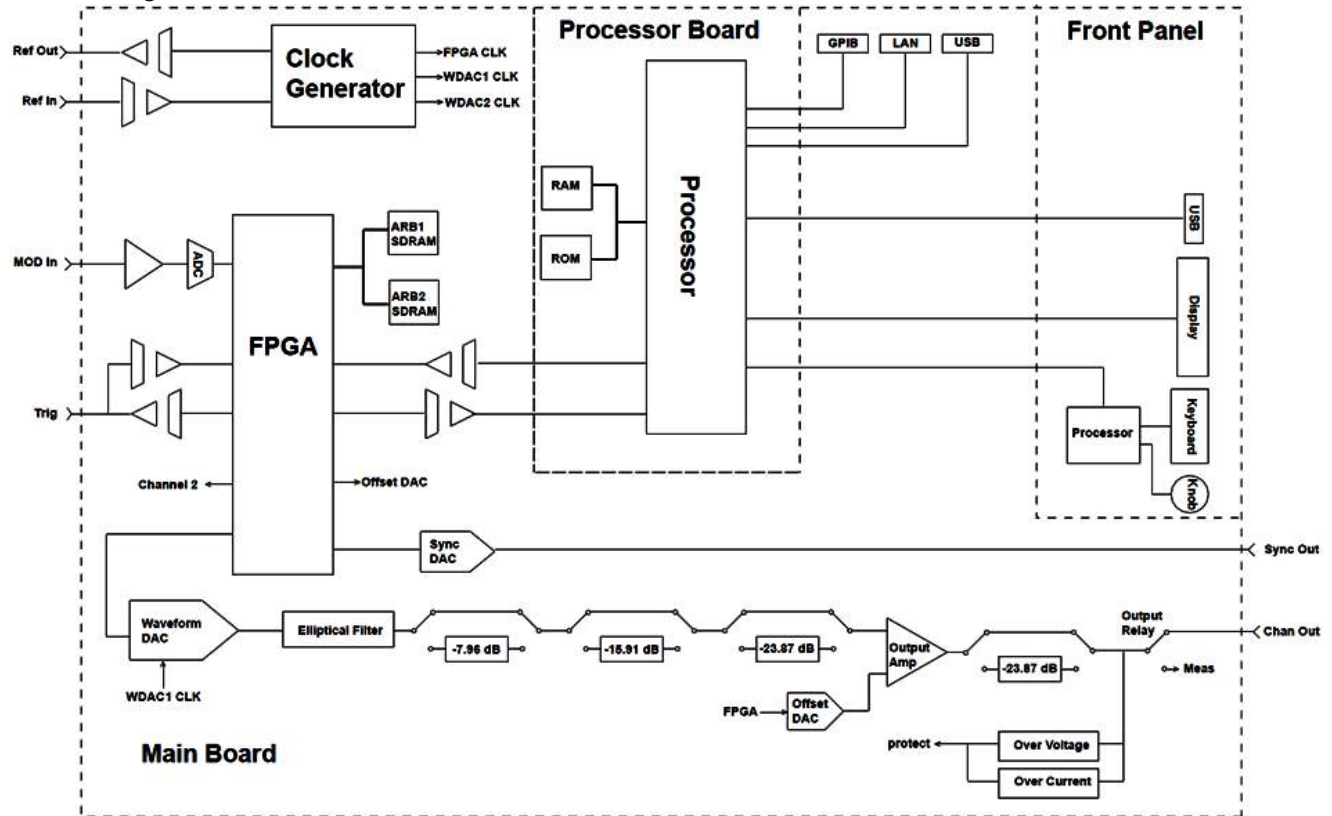 Processor Board
Front Panel
Ref Out
Clock
Generator
FPGA CLK
WDAC1 CLK
WDAC2 CLK
Ref In
GPIB
LAN
USB
RAM
ROM
Processor
USB
Display
Processor
Keyboard
Knob
MOD In
ADC
ARB1
SDRAM
ARB2
SDRAM
FPGA
Trig
Channel 2
Offset DAC
Sync
DAC
Sync Out
Waveform
DAC
WDAC1 CLK
Elliptical Filter
-7.96 dB
-15.91 dB
-23.87 dB
Output
Amp
FPGA
Offset
DAC
-23.87 dB
Output
Relay
Chan Out
Meas
protect
Over Voltage
Over Current
Main Board